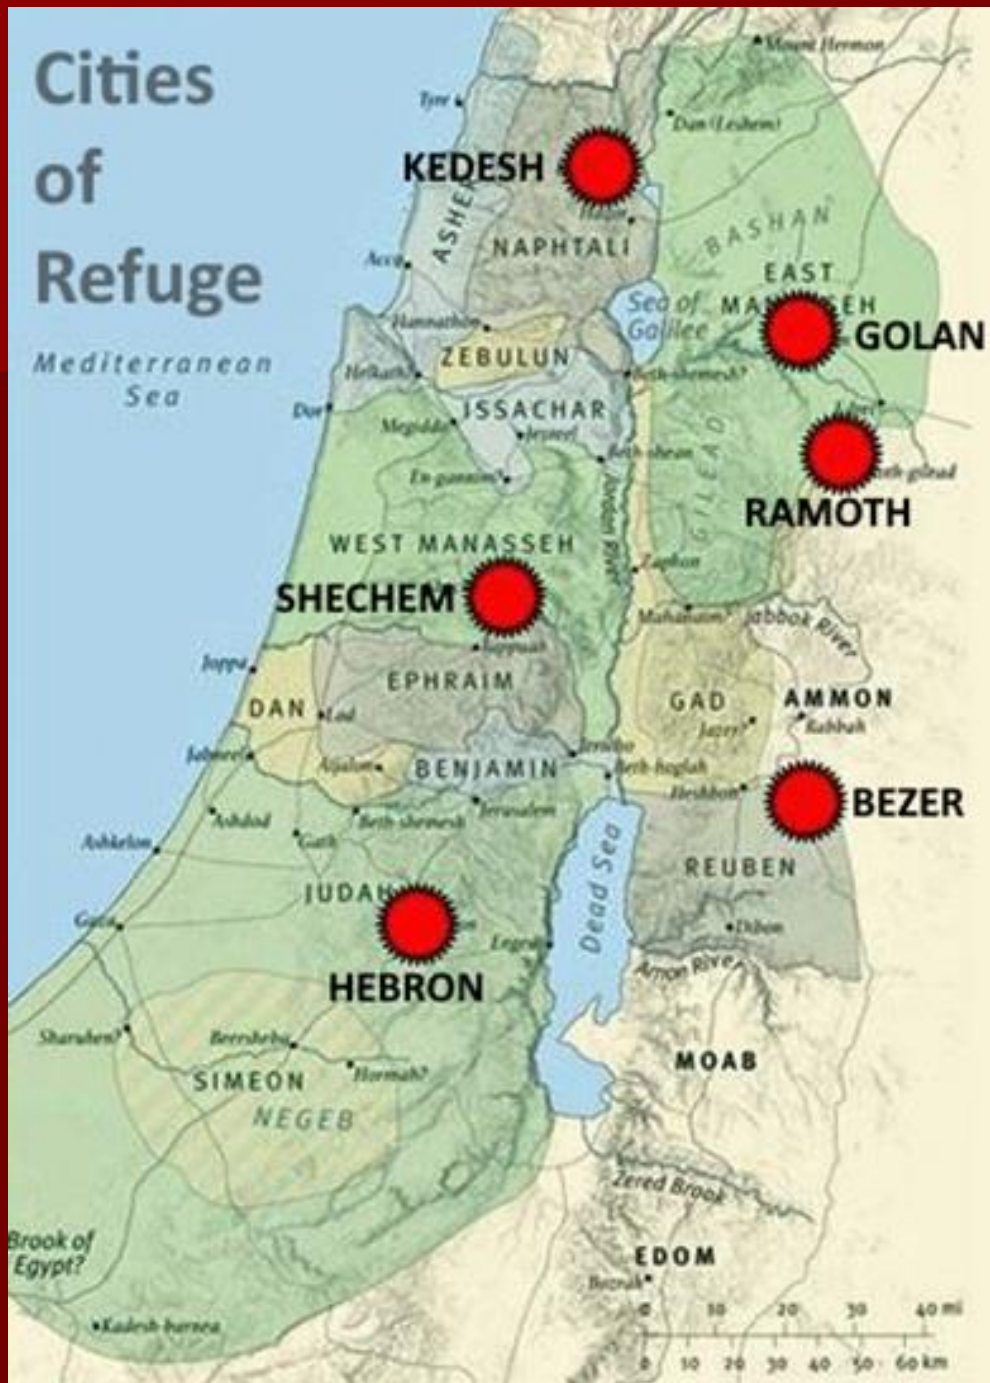 Cities
of
Refuge
Mediterranean
Sea
Mount Hermon
Tyre
Dan (Leshem)
KEDESH
ASHER
NAPHTALI
BASHAN
Acco
EAST
Sea of
Galilee
GOLAN
Hannathon
ZEBULUN
Helkath?
Beth-shemesh?
Dor
ISSACHAR
Megiddo
Jezreel
Beth-shean
En-gannim?
GILEAD
RAMOTH
Jordan River
WEST MANASSEH
Zaphon
SHECHEM
Mahanaim?
Jabbok River
Tappuah
Joppa
EPHRAIM
GAD
AMMON
DAN
Lod
Jazer?
Rabbah
Jabneel
Jericho
Aijalon
BENJAMIN
Beth-hoglah
Heshbon
BEZER
Ashdod
Beth-shemesh
Jerusalem
Ashkelon
Gath
Dead Sea
REUBEN
JUDAH
Gaza
Dibon
HEBRON
Arnon River
Sharuhen?
Beersheba
Hormah?
MOAB
SIMEON
NEGEB
Zered Brook
Brook of
Egypt?
EDOM
Bozrah
Kadesh-barnea
0 10 20 30 40 mi
0 10 20 30 40 50 60 km